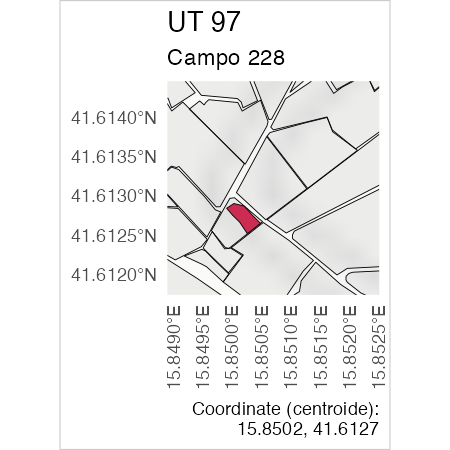 UT 97
Campo 228
41.6140°N
41.6135°N
41.6130°N
41.6125°N
41.6120°N
15.8490°E
15.8495°E
15.8500°E
15.8505°E
15.8510°E
15.8515°E
15.8520°E
15.8525°E
Coordinate (centroide):
15.8502, 41.6127